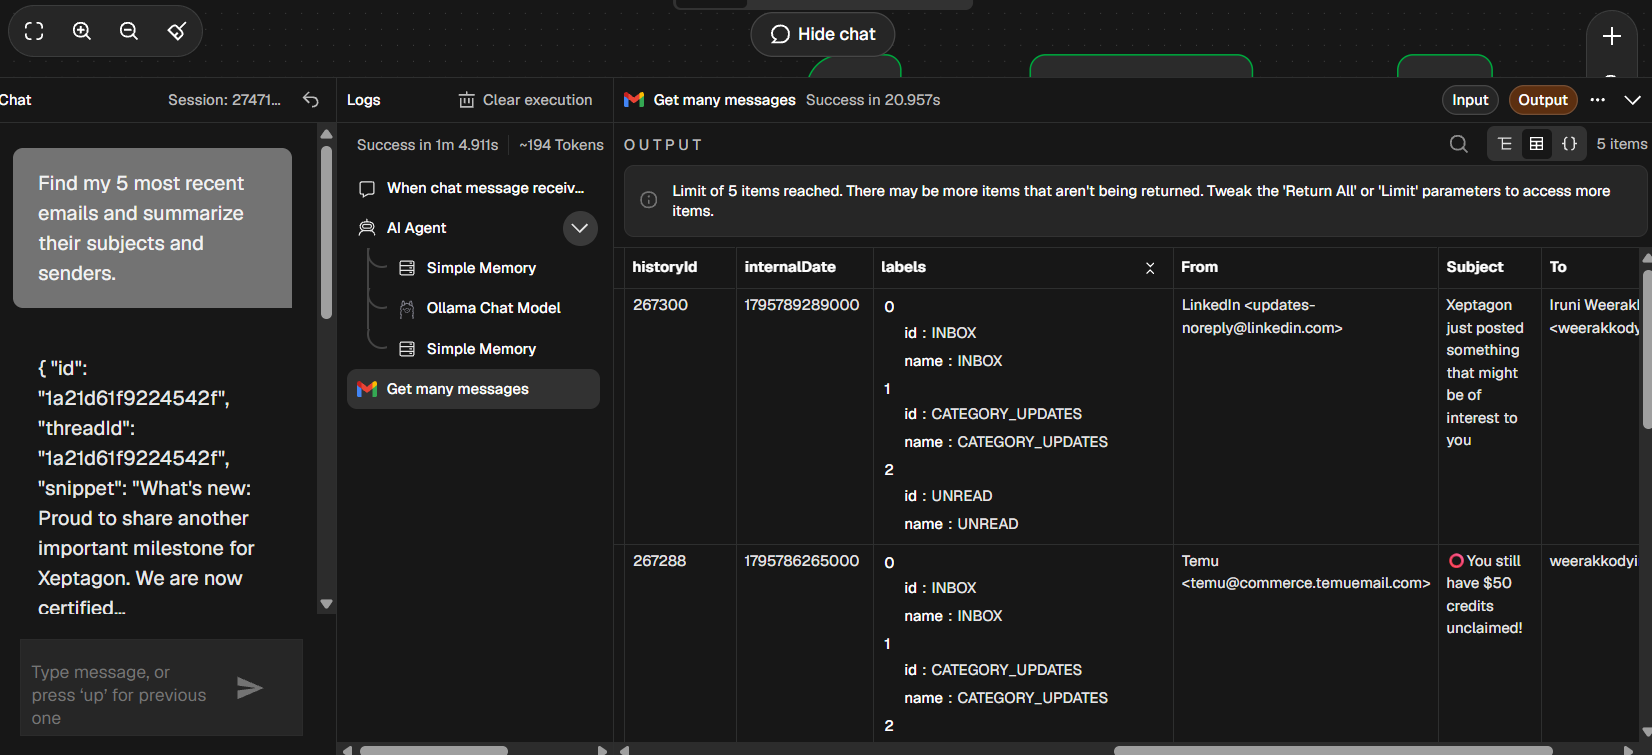 Hide chat
Chat
Session: 27471...
Find my 5 most recent
emails and summarize
their subjects and
senders.
{ "id":
"1a21d61f9224542f",
"threadId":
"1a21d61f9224542f",
"snippet": "What's new:
Proud to share another
important milestone for
Xeptagon. We are now
certified...
Type message, or
press 'up' for previous
one
Logs
Clear execution
Success in 1m 4.911s
~194 Tokens
When chat message receiv...
AI Agent
Simple Memory
Ollama Chat Model
Simple Memory
Get many messages
Get many messages Success in 20.957s
Input
Output
OUTPUT
5 items
Limit of 5 items reached. There may be more items that aren't being returned. Tweak the 'Return All' or 'Limit' parameters to access more
items.
historyId internalDate labels From Subject To
267300
1795789289000
0
id : INBOX
name : INBOX
1
id : CATEGORY_UPDATES
name : CATEGORY_UPDATES
2
id : UNREAD
name : UNREAD
LinkedIn <updates-
noreply@linkedin.com>
Xeptagon
just posted
something
that might
be of
interest to
you
Iruni Weerakl
<weerakkody
267288
1795786265000
0
id : INBOX
name : INBOX
1
id : CATEGORY_UPDATES
name : CATEGORY_UPDATES
2
Temu
<temu@commerce.temuemail.com>
⭕You still
have $50
credits
unclaimed!
weerakkodyi